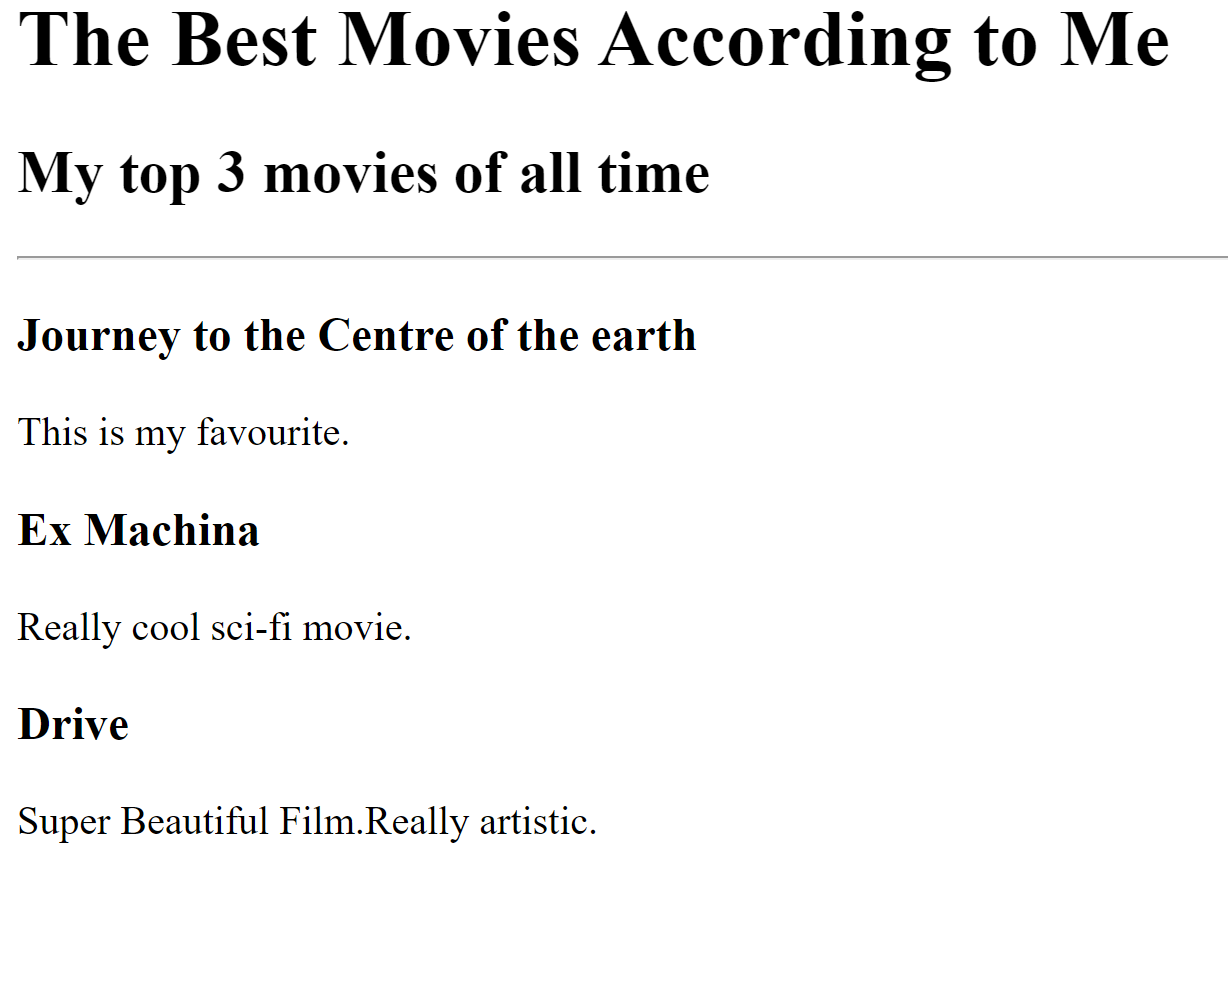 The Best Movies According to Me
My top 3 movies of all time
Journey to the Centre of the earth
This is my favourite.
Ex Machina
Really cool sci-fi movie.
Drive
Super Beautiful Film.Really artistic.